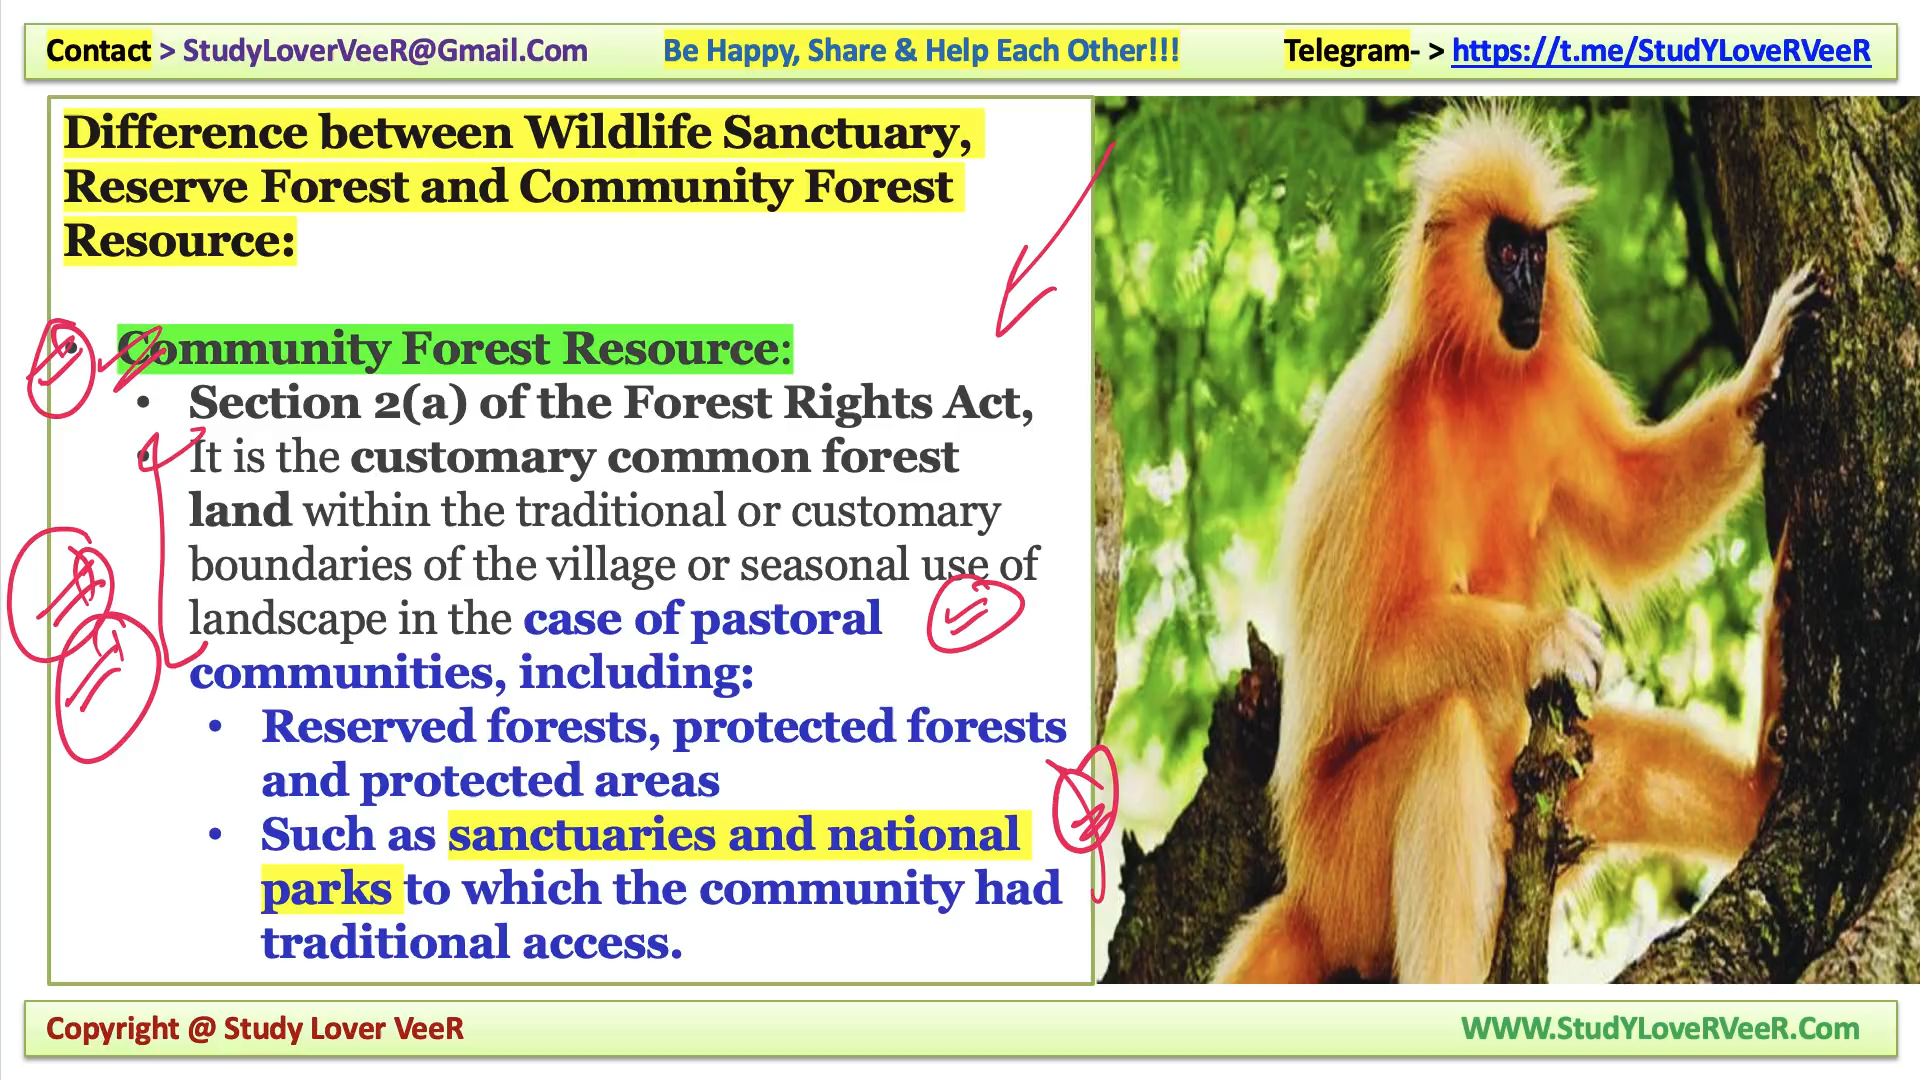 Contact > StudyLoverVeeR@Gmail.Com Be Happy, Share & Help Each Other!!! Telegram- > https://t.me/StudYLoveRVeeR
Difference between Wildlife Sanctuary,
Reserve Forest and Community Forest
Resource:
• Community Forest Resource:
• Section 2(a) of the Forest Rights Act,
• It is the customary common forest
land within the traditional or customary
boundaries of the village or seasonal use of
landscape in the case of pastoral
communities, including:
• Reserved forests, protected forests
and protected areas
• Such as sanctuaries and national
parks to which the community had
traditional access.
Copyright @ Study Lover VeeR WWW.StudYLoveRVeeR.Com